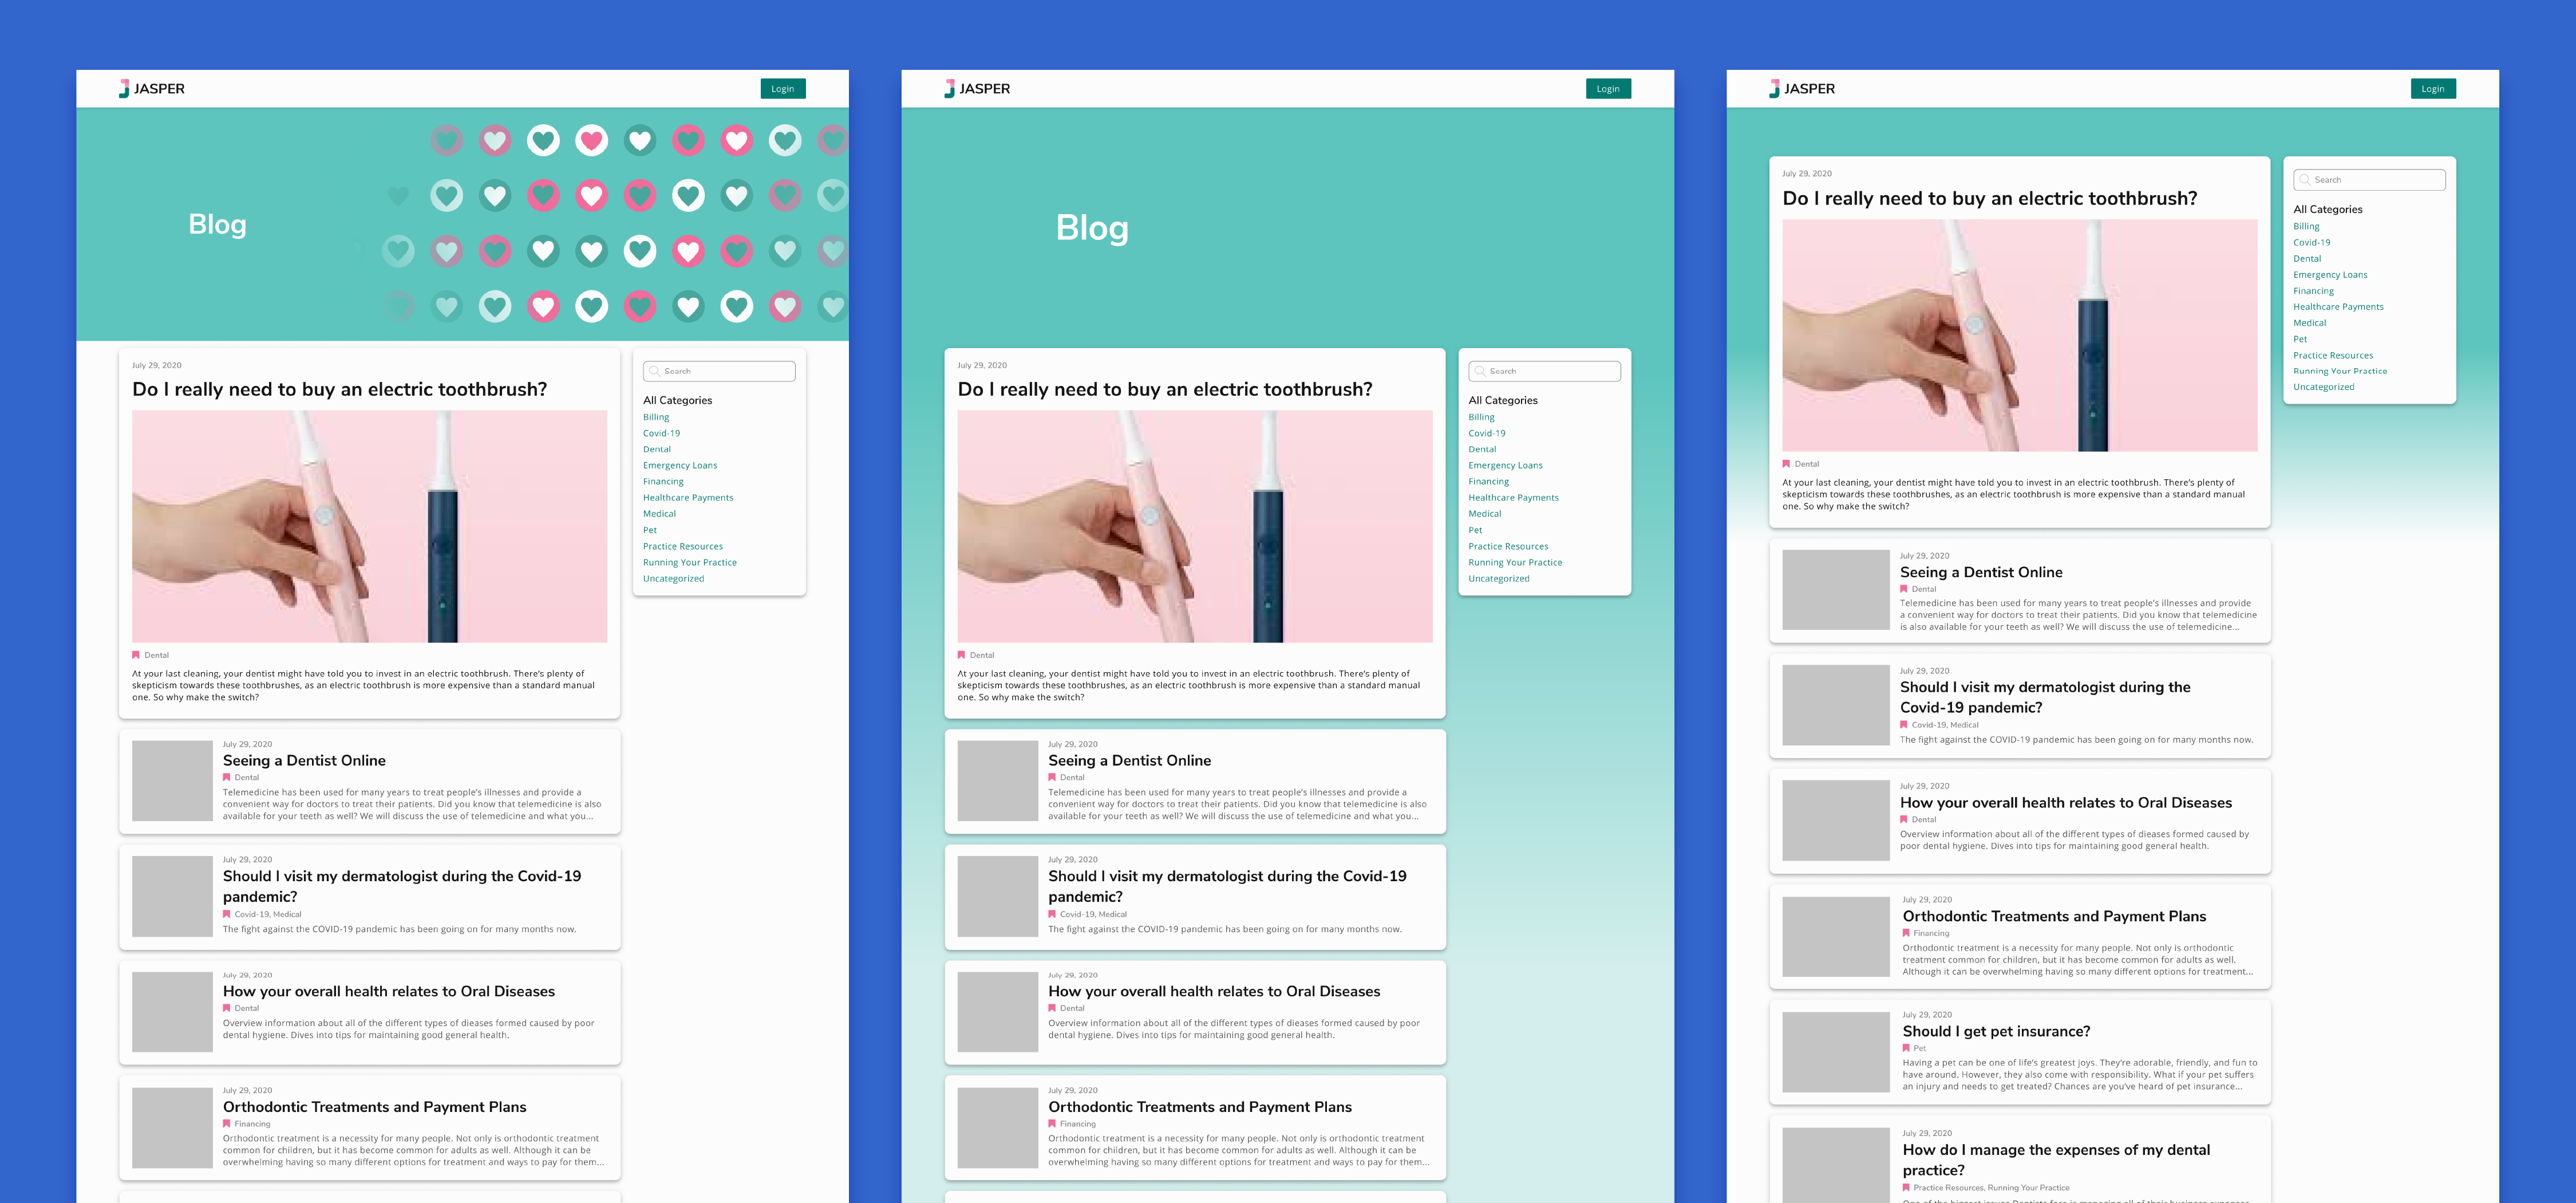 JASPER
Login
Blog
July 29, 2020
Do I really need to buy an electric toothbrush?
Dental
At your last cleaning, your dentist might have told you to invest in an electric toothbrush. There's plenty of
skepticism towards these toothbrushes, as an electric toothbrush is more expensive than a standard manual
one. So why make the switch?
Search
All Categories
Billing
Covid-19
Dental
Emergency Loans
Financing
Healthcare Payments
Medical
Pet
Practice Resources
Running Your Practice
Uncategorized
July 29, 2020
Seeing a Dentist Online
Dental
Telemedicine has been used for many years to treat people's illnesses and provide a
convenient way for doctors to treat their patients. Did you know that telemedicine is also
available for your teeth as well? We will discuss the use of telemedicine and what you...
July 29, 2020
Should I visit my dermatologist during the Covid-19
pandemic?
Covid-19, Medical
The fight against the COVID-19 pandemic has been going on for many months now.
July 29, 2020
How your overall health relates to Oral Diseases
Dental
Overview information about all of the different types of dieases formed caused by poor
dental hygiene. Dives into tips for maintaining good general health.
July 29, 2020
Orthodontic Treatments and Payment Plans
Financing
Orthodontic treatment is a necessity for many people. Not only is orthodontic treatment
common for children, but it has become common for adults as well. Although it can be
overwhelming having so many different options for treatment and ways to pay for them...
JASPER
Login
Blog
July 29, 2020
Do I really need to buy an electric toothbrush?
Dental
At your last cleaning, your dentist might have told you to invest in an electric toothbrush. There's plenty of
skepticism towards these toothbrushes, as an electric toothbrush is more expensive than a standard manual
one. So why make the switch?
Search
All Categories
Billing
Covid-19
Dental
Emergency Loans
Financing
Healthcare Payments
Medical
Pet
Practice Resources
Running Your Practice
Uncategorized
July 29, 2020
Seeing a Dentist Online
Dental
Telemedicine has been used for many years to treat people's illnesses and provide a
convenient way for doctors to treat their patients. Did you know that telemedicine is also
available for your teeth as well? We will discuss the use of telemedicine and what you...
July 29, 2020
Should I visit my dermatologist during the Covid-19
pandemic?
Covid-19, Medical
The fight against the COVID-19 pandemic has been going on for many months now.
July 29, 2020
How your overall health relates to Oral Diseases
Dental
Overview information about all of the different types of dieases formed caused by poor
dental hygiene. Dives into tips for maintaining good general health.
July 29, 2020
Orthodontic Treatments and Payment Plans
Financing
Orthodontic treatment is a necessity for many people. Not only is orthodontic treatment
common for children, but it has become common for adults as well. Although it can be
overwhelming having so many different options for treatment and ways to pay for them...
JASPER
Login
July 29, 2020
Do I really need to buy an electric toothbrush?
Dental
At your last cleaning, your dentist might have told you to invest in an electric toothbrush. There's plenty of
skepticism towards these toothbrushes, as an electric toothbrush is more expensive than a standard manual
one. So why make the switch?
Search
All Categories
Billing
Covid-19
Dental
Emergency Loans
Financing
Healthcare Payments
Medical
Pet
Practice Resources
Running Your Practice
Uncategorized
July 29, 2020
Seeing a Dentist Online
Dental
Telemedicine has been used for many years to treat people's illnesses and provide
a convenient way for doctors to treat their patients. Did you know that telemedicine
is also available for your teeth as well? We will discuss the use of telemedicine...
July 29, 2020
Should I visit my dermatologist during the
Covid-19 pandemic?
Covid-19, Medical
The fight against the COVID-19 pandemic has been going on for many months now.
July 29, 2020
How your overall health relates to Oral Diseases
Dental
Overview information about all of the different types of dieases formed caused by
poor dental hygiene. Dives into tips for maintaining good general health.
July 29, 2020
Orthodontic Treatments and Payment Plans
Financing
Orthodontic treatment is a necessity for many people. Not only is orthodontic
treatment common for children, but it has become common for adults as well.
Although it can be overwhelming having so many different options for treatment...
July 29, 2020
Should I get pet insurance?
Pet
Having a pet can be one of life's greatest joys. They're adorable, friendly, and fun to
have around. However, they also come with responsibility. What if your pet suffers
an injury and needs to get treated? Chances are you've heard of pet insurance...
July 29, 2020
How do I manage the expenses of my dental
practice?
Practice Resources, Running Your Practice